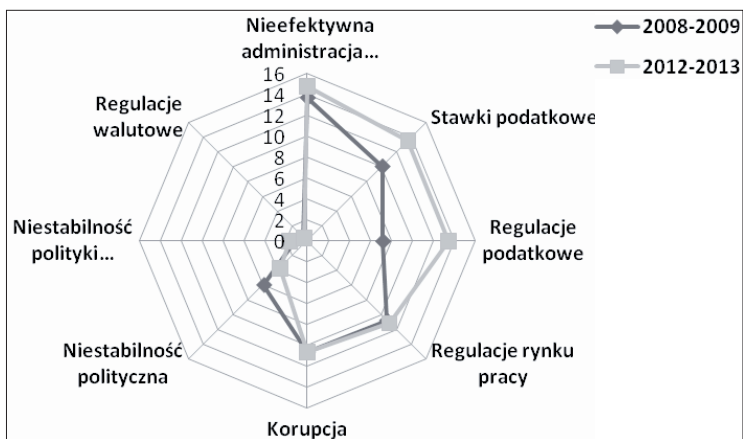 Nieefektywna
administracja...
2008-2009
2012-2013
Stawki podatkowe
Regulacje
podatkowe
Regulacje rynku
pracy
Korupcja
Niestabilność
polityczna
Niestabilność
polityki...
Regulacje
walutowe
16
14
12
10
8
6
4
2
0